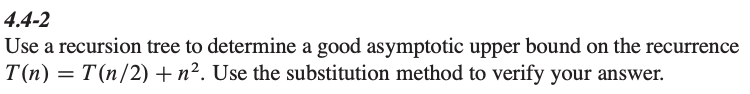 4.4-2
Use a recursion tree to determine a good asymptotic upper bound on the recurrence
T(n) = T(n/2) + n². Use the substitution method to verify your answer.